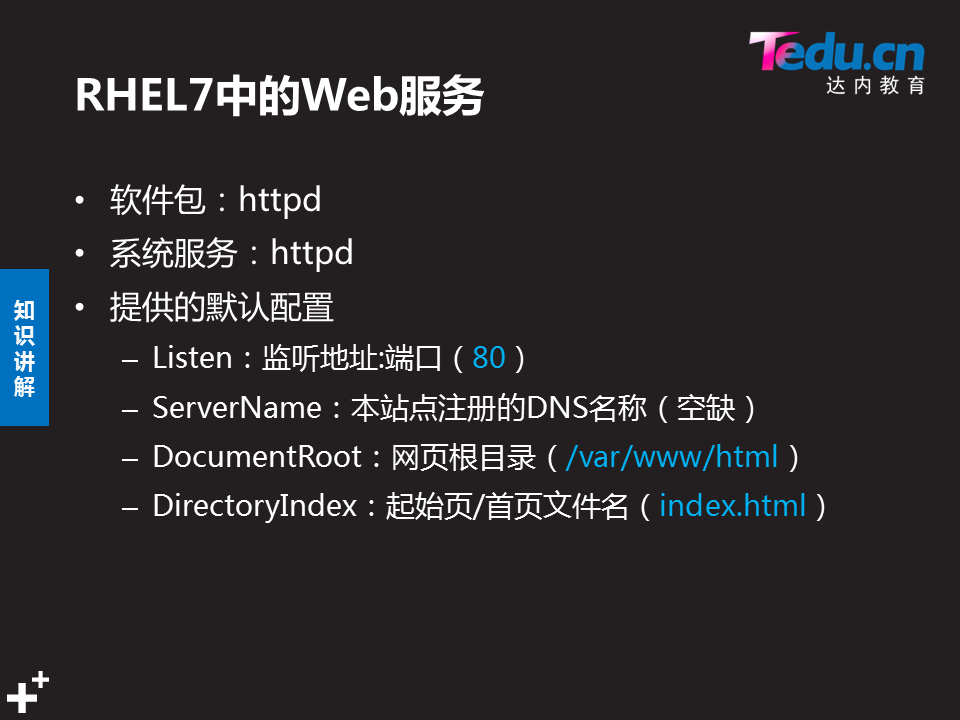 Tedu.cn
达内教育
RHEL7中的Web服务
• 软件包：httpd
• 系统服务：httpd
• 提供的默认配置
– Listen：监听地址:端口（80）
– ServerName：本站点注册的DNS名称（空缺）
– DocumentRoot：网页根目录（/var/www/html）
– DirectoryIndex：起始页/首页文件名（index.html）
知识讲解